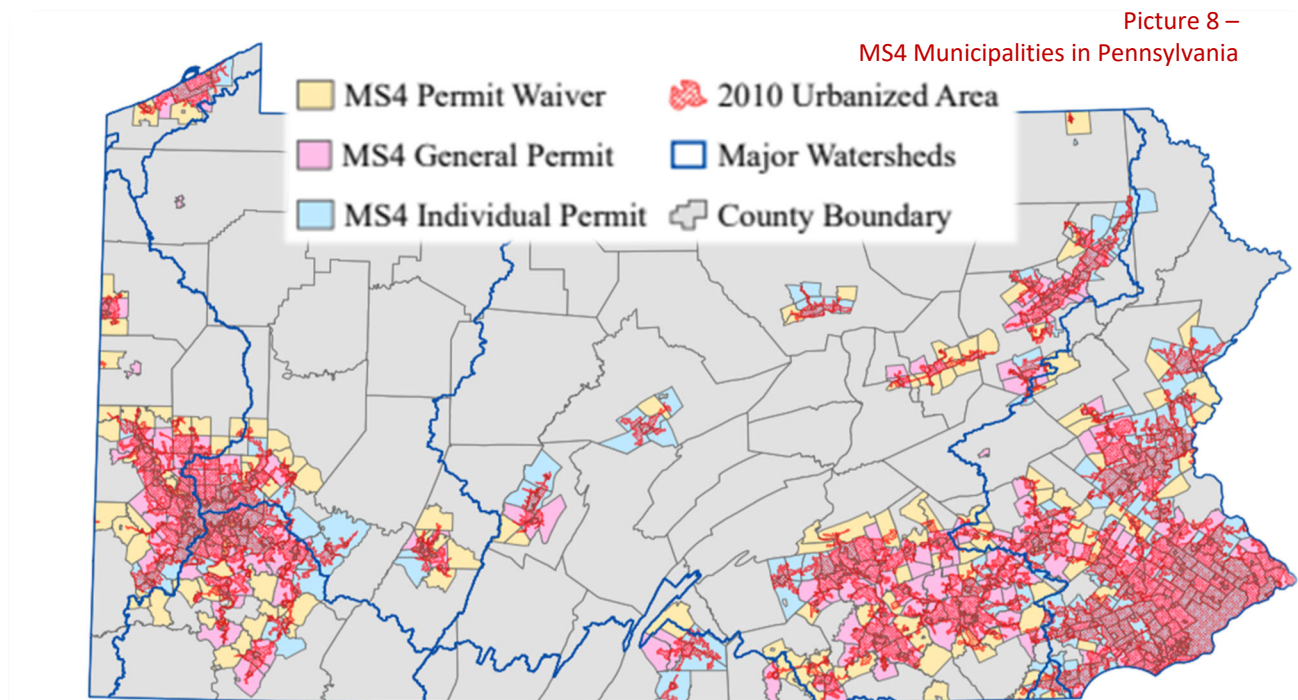 Picture 8 –
MS4 Municipalities in Pennsylvania
MS4 Permit Waiver
2010 Urbanized Area
MS4 General Permit
Major Watersheds
MS4 Individual Permit
County Boundary